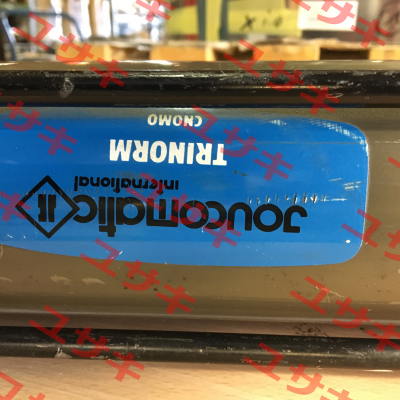 Joucomatic
international
TRINORM
CNOMO
ユサキ